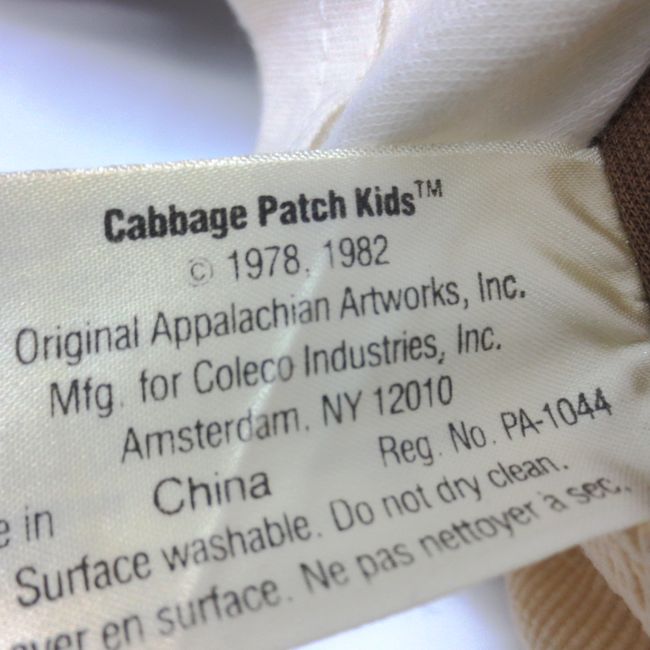 Cabbage Patch Kids™
© 1978, 1982
Original Appalachian Artworks, Inc.
Mfg. for Coleco Industries, Inc.
Amsterdam, NY 12010
Reg. No. PA-1044
in China
Surface washable. Do not dry clean.
en surface. Ne pas nettoyer à sec.